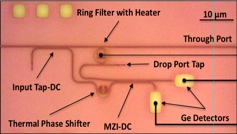 Ring Filter with Heater
10 μm
Through Port
Drop Port Tap
Input Tap-DC
Thermal Phase Shifter
MZI-DC
Ge Detectors